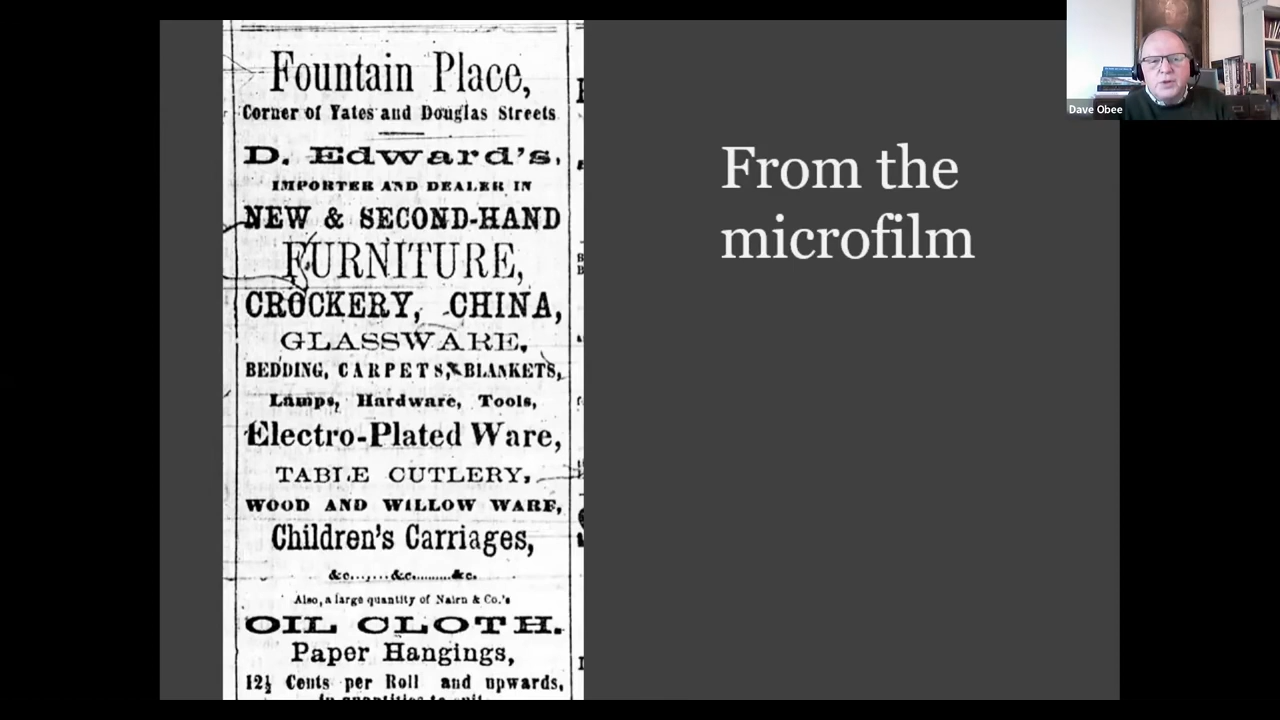 Fountain Place,
Corner of Yates and Douglas Streets
D. Edward's,
IMPORTER AND DEALER IN
NEW & SECOND-HAND
FURNITURE,
CROCKERY, CHINA,
GLASSWARE,
BEDDING, CARPETS, & BLANKETS,
Lamps, Hardware, Tools,
Electro-Plated Ware,
TABLE CUTLERY,
WOOD AND WILLOW WARE,
Children's Carriages,
&c.,....&c.........&c.
Also, a large quantity of Nairn & Co.'s
OIL CLOTH.
Paper Hangings,
12½ Cents per Roll and upwards,
From the
microfilm
Dave Obee